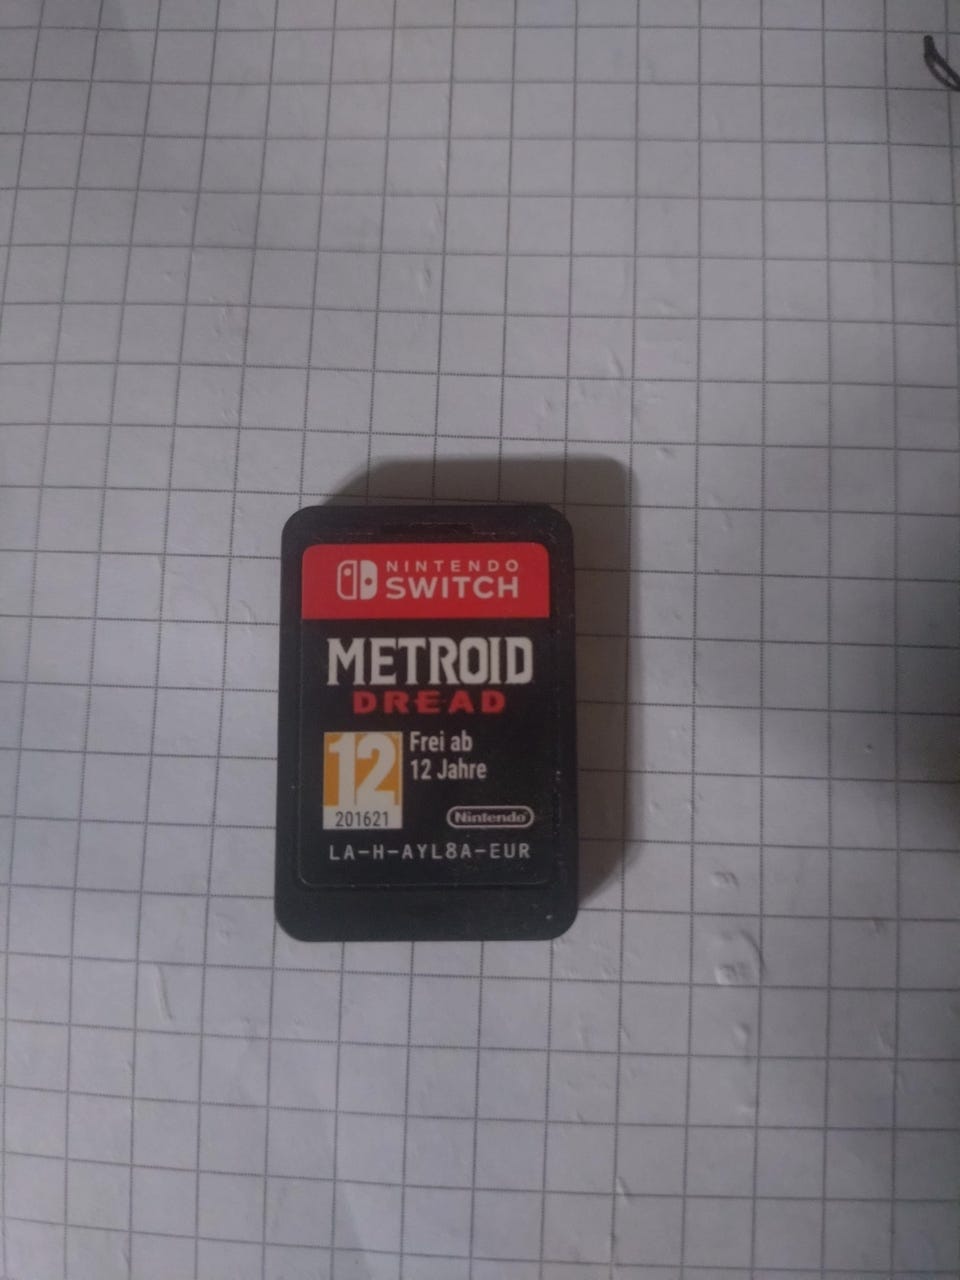 NINTENDO
SWITCH
METROID
DREAD
12
201621
Frei ab
12 Jahre
Nintendo
LA-H-AYL8A-EUR